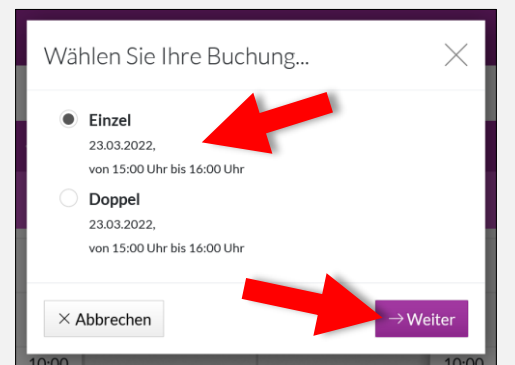 Wählen Sie Ihre Buchung...
Einzel
23.03.2022,
von 15:00 Uhr bis 16:00 Uhr
Doppel
23.03.2022,
von 15:00 Uhr bis 16:00 Uhr
× Abbrechen
→ Weiter
10:00 10:00